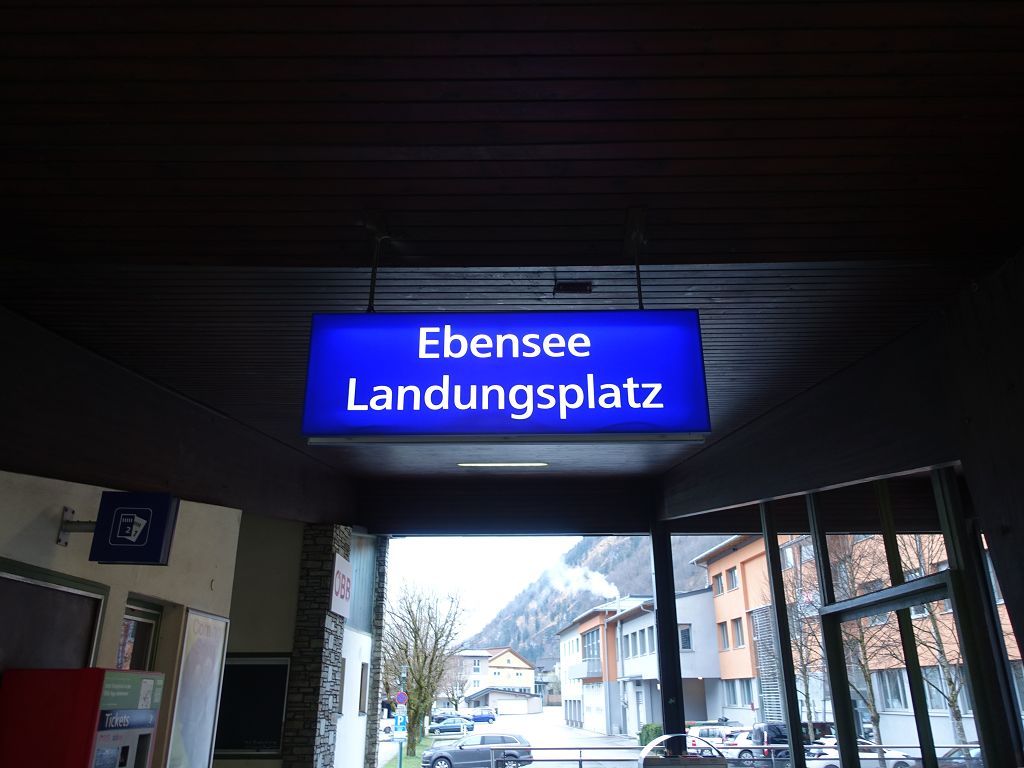 Ebensee
Landungsplatz
ÖBB
Tickets
P